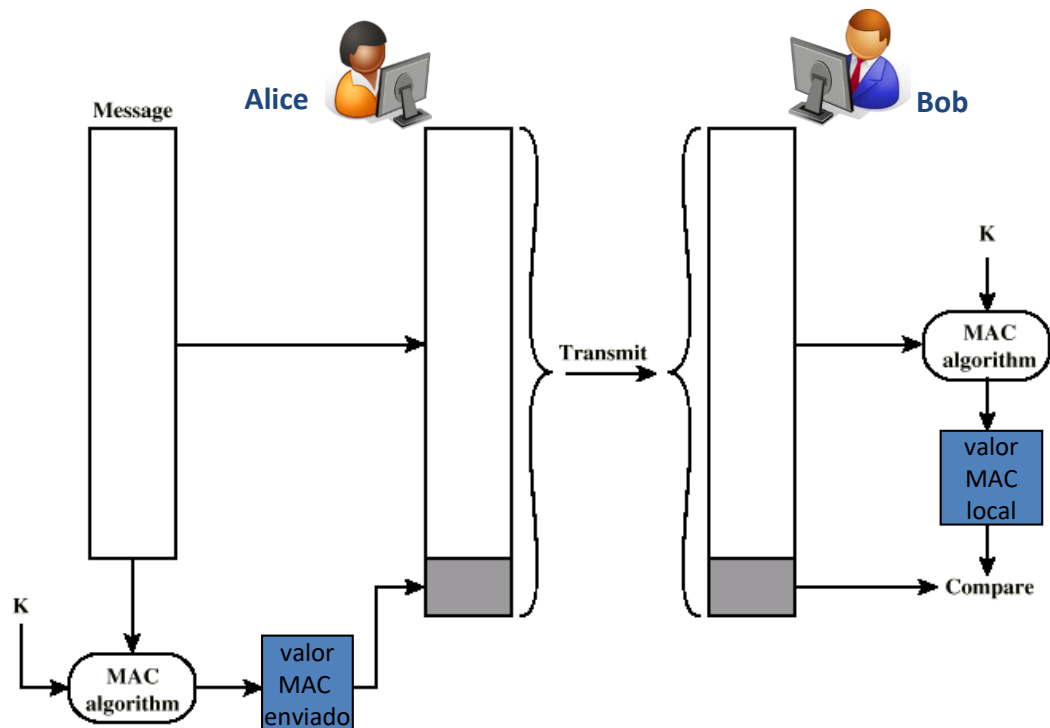 Alice
Bob
Message
K
MAC
algorithm
Transmit
valor
MAC
local
Compare
K
MAC
algorithm
valor
MAC
enviado